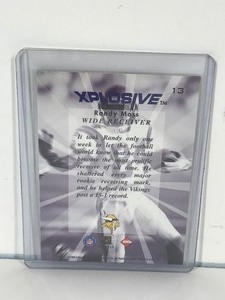 13
XPLOSIVE™
Randy Moss
WIDE RECEIVER
It took Randy only one
week to let the football
world know that he could
become the most prolific
receiver of all time. He
shattered every major
rookie receiving mark,
and he helped the Vikings
post a 15-1 record.